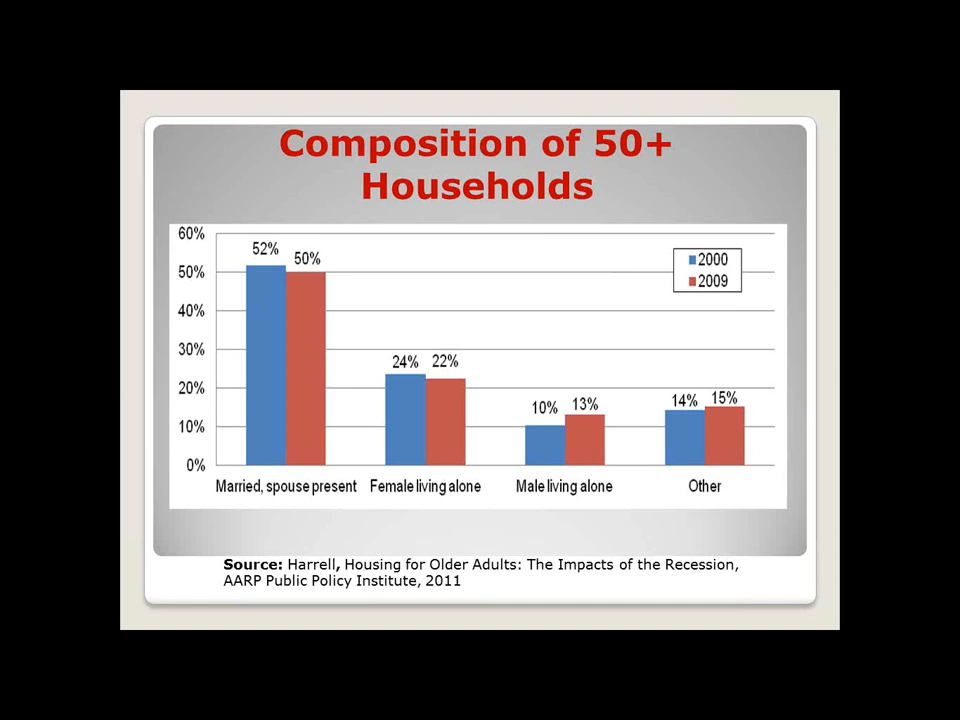 Composition of 50+
Households
60%
50%
40%
30%
20%
10%
0%
52%
50%
24%
22%
10%
13%
14%
15%
2000
2009
Married, spouse present
Female living alone
Male living alone
Other
Source: Harrell, Housing for Older Adults: The Impacts of the Recession,
AARP Public Policy Institute, 2011